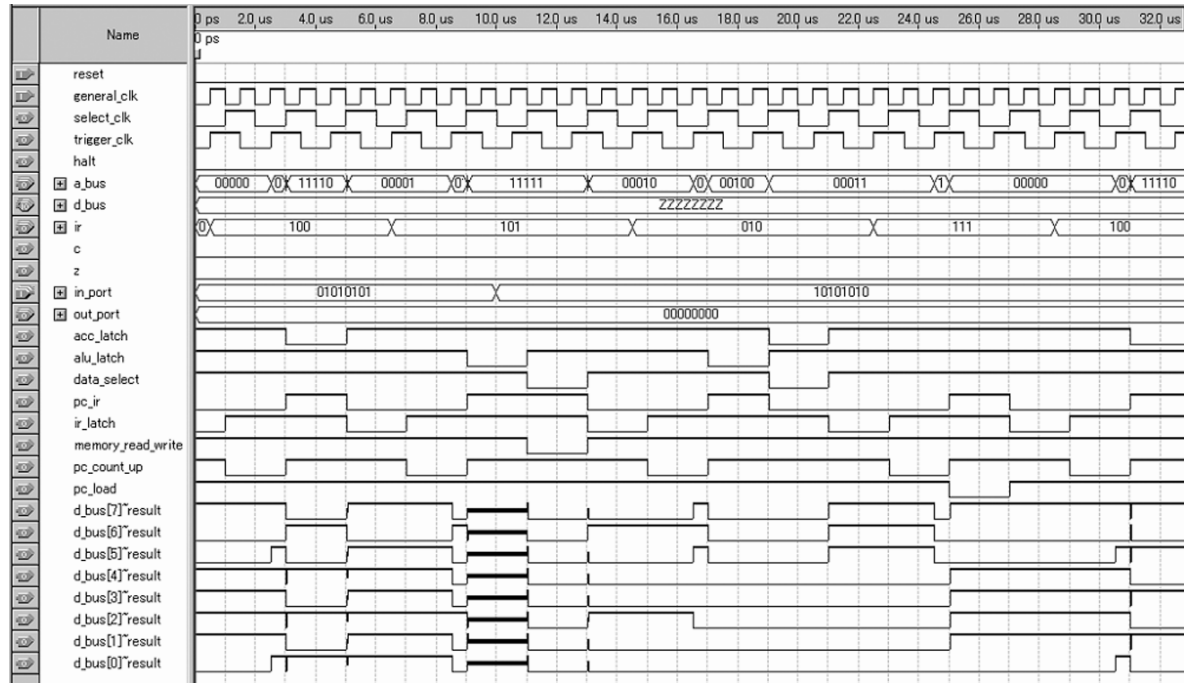 Name
0 ps 2.0 us 4.0 us 6.0 us 8.0 us 10.0 us 12.0 us 14.0 us 16.0 us 18.0 us 20.0 us 22.0 us 24.0 us 26.0 us 28.0 us 30.0 us 32.0 us
0 ps
reset
general_clk
select_clk
trigger_clk
halt
a_bus 00000 0 11110 00001 0 11111 00010 0 00100 00011 1 00000 0 11110
d_bus ZZZZZZZZ
ir 0 100 101 010 111 100
c
z
in_port 01010101 10101010
out_port 00000000
acc_latch
alu_latch
data_select
pc_ir
ir_latch
memory_read_write
pc_count_up
pc_load
d_bus[7]~result
d_bus[6]~result
d_bus[5]~result
d_bus[4]~result
d_bus[3]~result
d_bus[2]~result
d_bus[1]~result
d_bus[0]~result